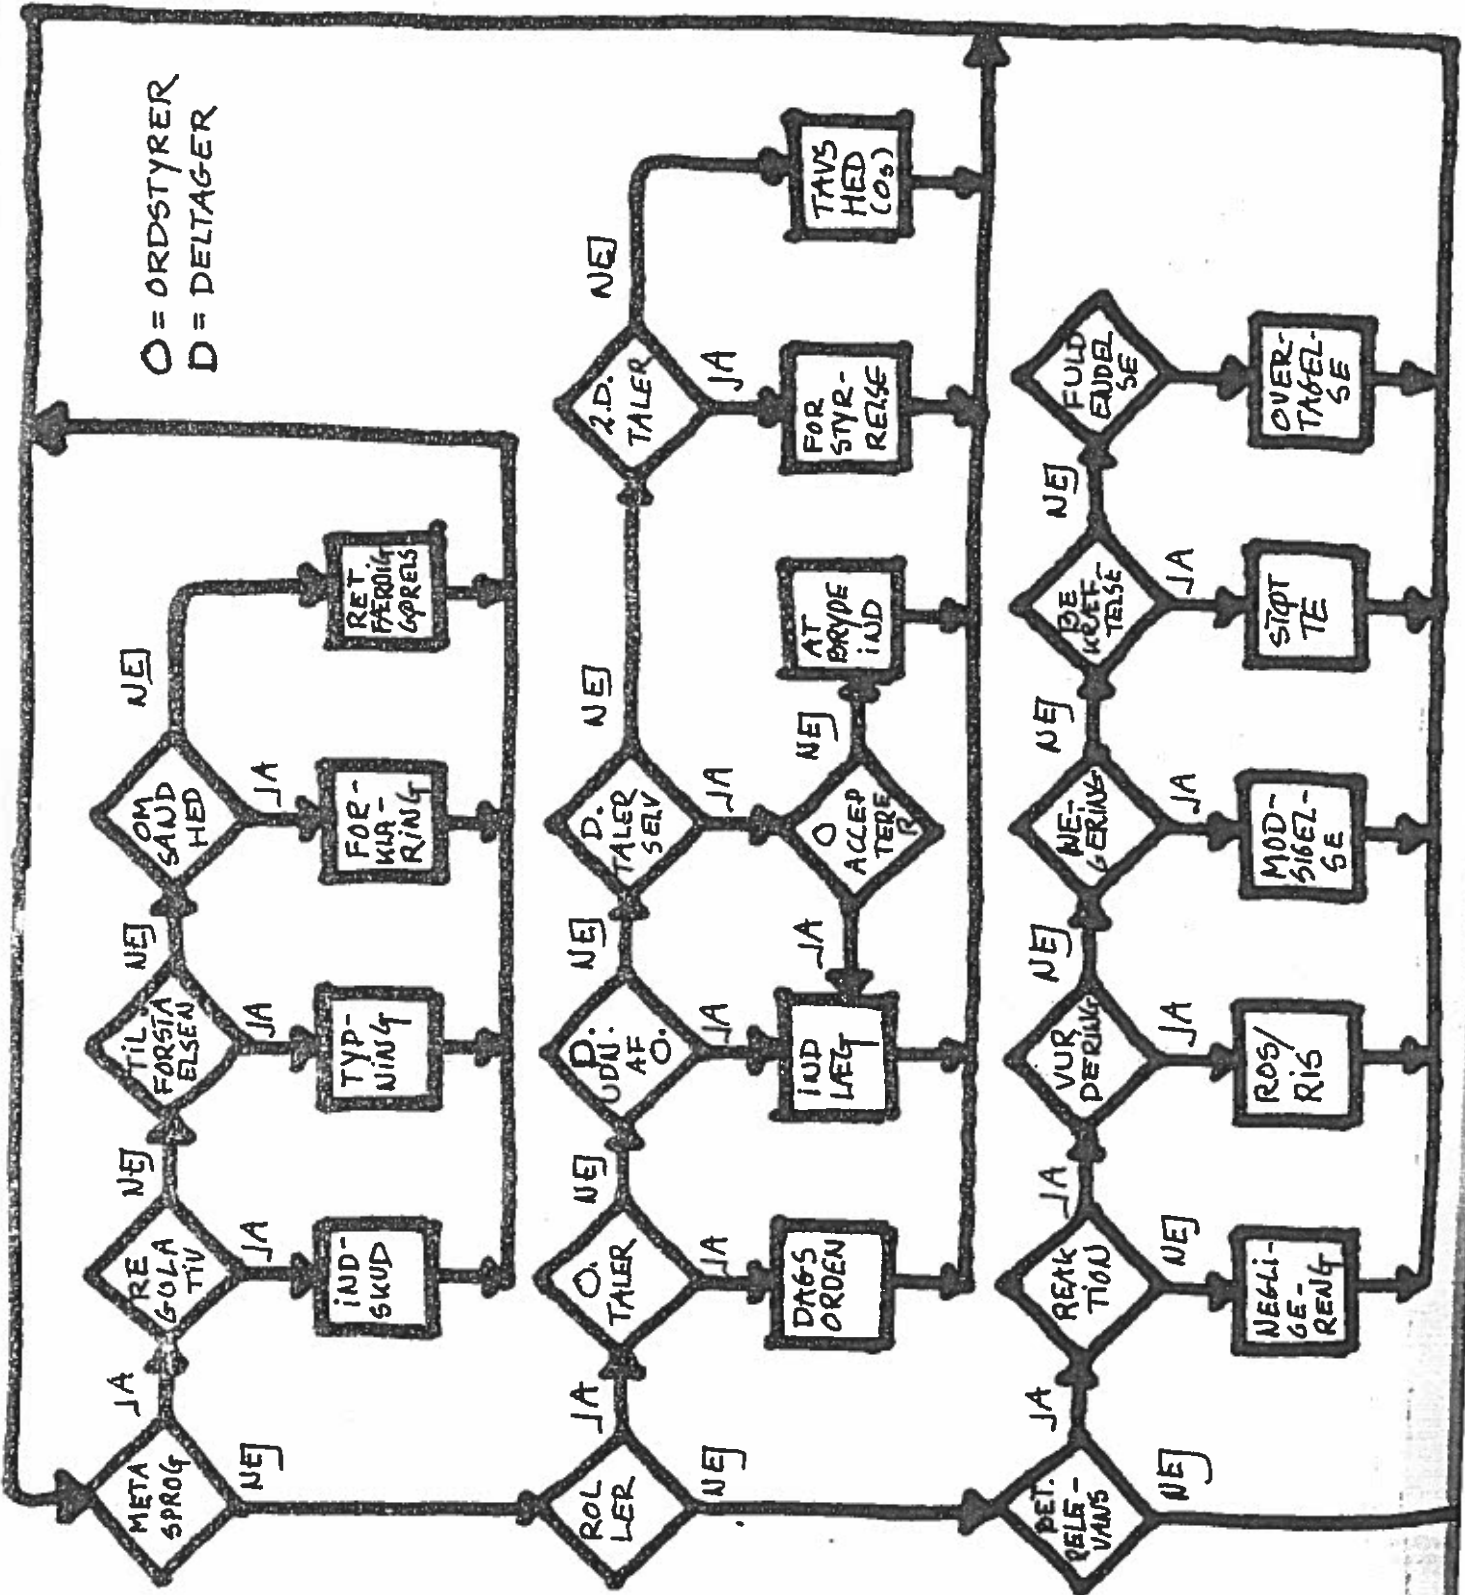 O = ORDSTYRER
D = DELTAGER
META
SPROG
JA
NEJ
RE
GULA
TIV
NEJ
JA
IND-
SKUD
TIL
FORSTÅ
ELSEN
NEJ
JA
TYP-
NING
OM
SAND
HED
NEJ
JA
FOR-
KLA-
RING
RET
FÆRDIG
GØRELS
ROL
LER
JA
NEJ
O.
TALER
NEJ
JA
DAGS
ORDEN
D.
UDN:
AF
O.
NEJ
JA
IND
LÆG
D.
TALER
SELV
NEJ
JA
O
ACCEP
TERE
R
JA
NEJ
AT
BRYDE
IND
2.D.
TALER
NEJ
JA
FOR
STYR-
RELSE
TAVS
HED
(Os)
BET.
RELE-
VANS
JA
NEJ
REAK
TION
JA
NEJ
NEGLI-
GE-
RENG
VUR
DERING
NEJ
JA
ROS/
RIS
NE-
GERING
NEJ
JA
MOD-
SIGEL-
SE
BE
KREF-
TELSE
NEJ
JA
STØT
TE
FULD
ENDEL
SE
OVER-
TAGEL-
SE